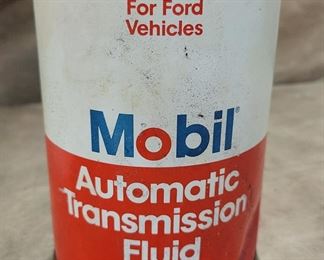 For Ford
Vehicles
Mobil
Automatic
Transmission
Fluid